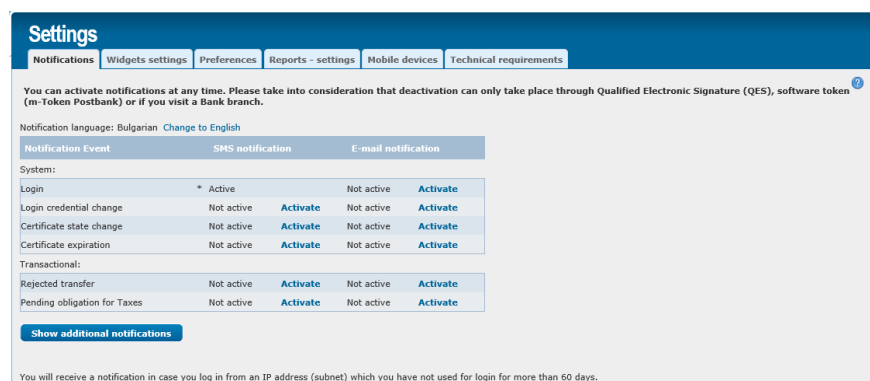 Settings
Notifications Widgets settings Preferences Reports - settings Mobile devices Technical requirements
?
You can activate notifications at any time. Please take into consideration that deactivation can only take place through Qualified Electronic Signature (QES), software token
(m-Token Postbank) or if you visit a Bank branch.
Notification language: Bulgarian Change to English
Notification Event SMS notification E-mail notification
System:
Login * Active Not active Activate
Login credential change Not active Activate Not active Activate
Certificate state change Not active Activate Not active Activate
Certificate expiration Not active Activate Not active Activate
Transactional:
Rejected transfer Not active Activate Not active Activate
Pending obligation for Taxes Not active Activate Not active Activate
Show additional notifications
You will receive a notification in case you log in from an IP address (subnet) which you have not used for login for more than 60 days.